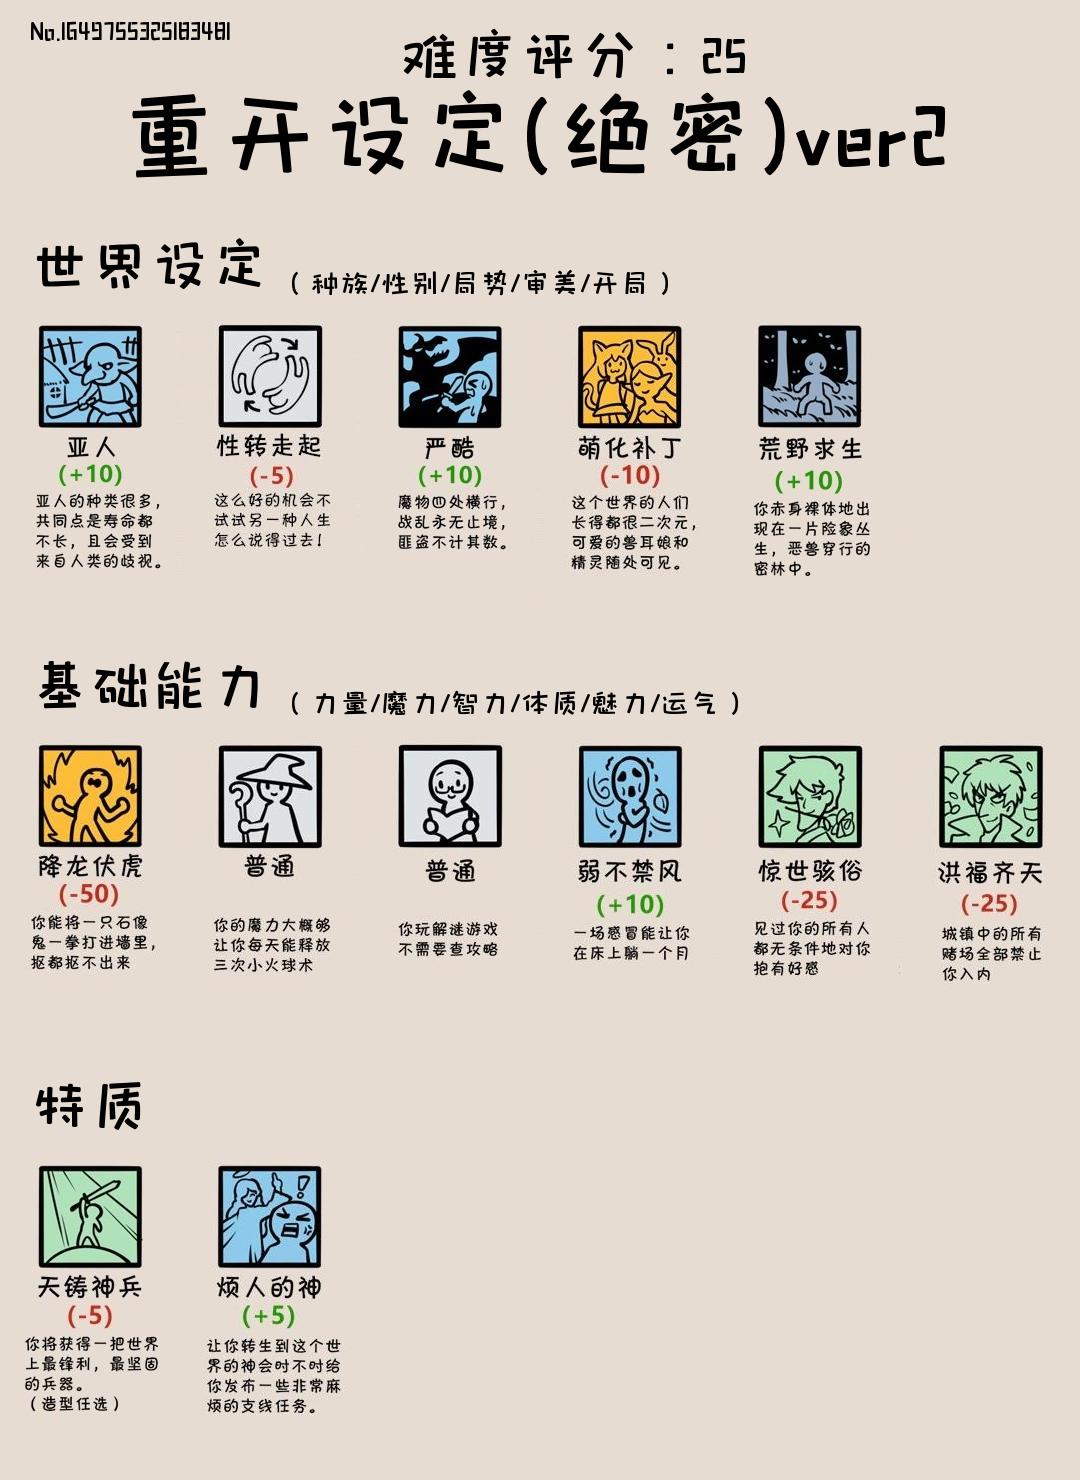 No.1649755325183481
难度评分：25
重开设定(绝密)ver2
世界设定（种族/性别/局势/审美/开局）
亚人
(+10)
亚人的种类很多，
共同点是寿命都
不长，且会受到
来自人类的歧视。
性转走起
(-5)
这么好的机会不
试试另一种人生
怎么说得过去！
严酷
(+10)
魔物四处横行，
战乱永无止境，
匪盗不计其数。
萌化补丁
(-10)
这个世界的人们
长得都很二次元，
可爱的兽耳娘和
精灵随处可见。
荒野求生
(+10)
你赤身裸体地出
现在一片险象丛
生，恶兽穿行的
密林中。
基础能力（力量/魔力/智力/体质/魅力/运气）
降龙伏虎
(-50)
你能将一只石像
鬼一拳打进墙里，
抠都抠不出来
普通
你的魔力大概够
让你每天能释放
三次小火球术
普通
你玩解谜游戏
不需要查攻略
弱不禁风
(+10)
一场感冒能让你
在床上躺一个月
惊世骇俗
(-25)
见过你的所有人
都无条件地对你
抱有好感
洪福齐天
(-25)
城镇中的所有
赌场全部禁止
你入内
特质
天铸神兵
(-5)
你将获得一把世界
上最锋利，最坚固
的兵器。
（造型任选）
烦人的神
(+5)
让你转生到这个世
界的神会时不时给
你发布一些非常麻
烦的支线任务。